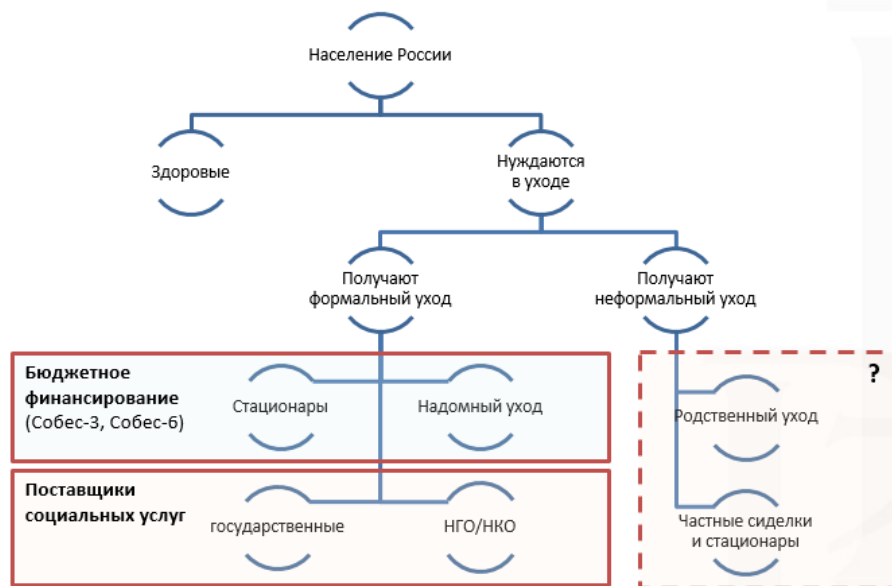 Население России
Здоровые
Нуждаются
в уходе
Получают
формальный уход
Получают
неформальный уход
Бюджетное
финансирование
(Собес-3, Собес-6)
Стационары
Надомный уход
?
Родственный уход
Поставщики
социальных услуг
государственные
НГО/НКО
Частные сиделки
и стационары